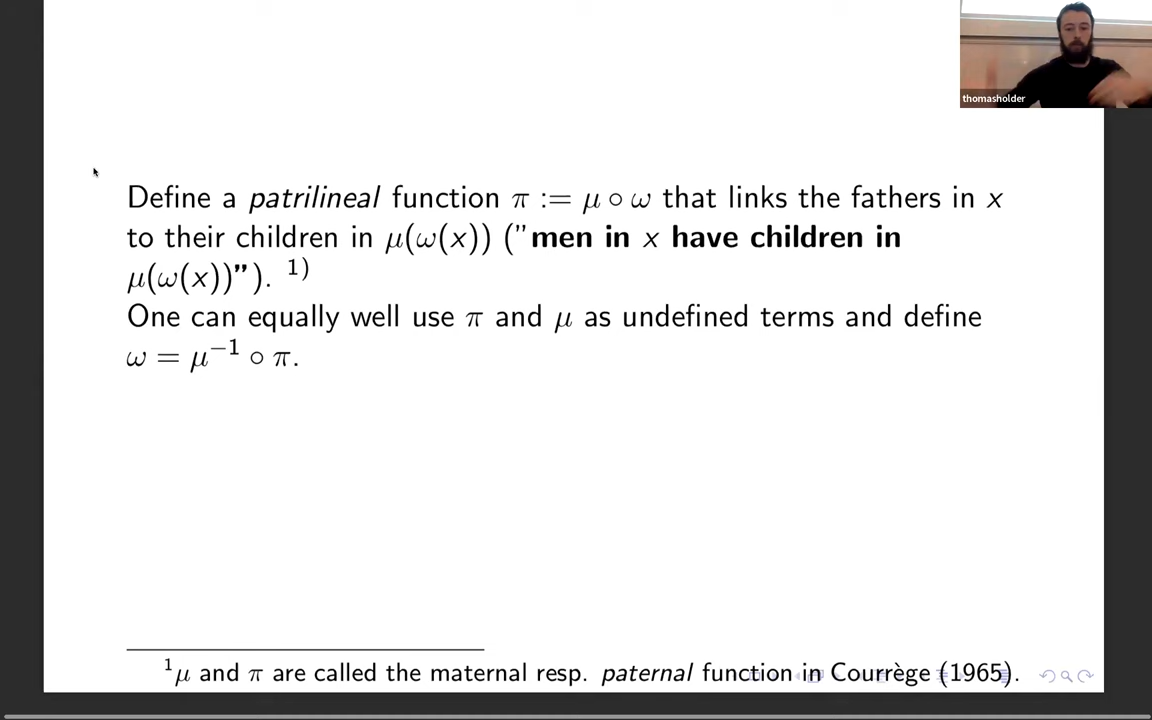 thomasholder
Define a patrilineal function π := μ ∘ ω that links the fathers in x
to their children in μ(ω(x)) ("men in x have children in
μ(ω(x))"). ¹⁾
One can equally well use π and μ as undefined terms and define
ω = μ⁻¹ ∘ π.
¹μ and π are called the maternal resp. paternal function in Courrège (1965).